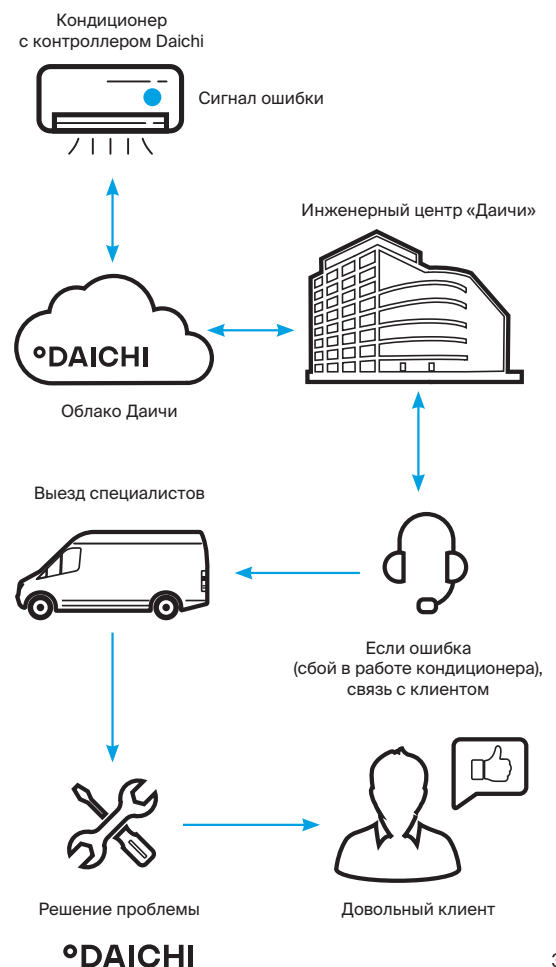 Кондиционер
с контроллером Daichi
Сигнал ошибки
Инженерный центр «Даичи»
°DAICHI
Облако Даичи
Выезд специалистов
Если ошибка
(сбой в работе кондиционера),
связь с клиентом
Решение проблемы
Довольный клиент
°DAICHI